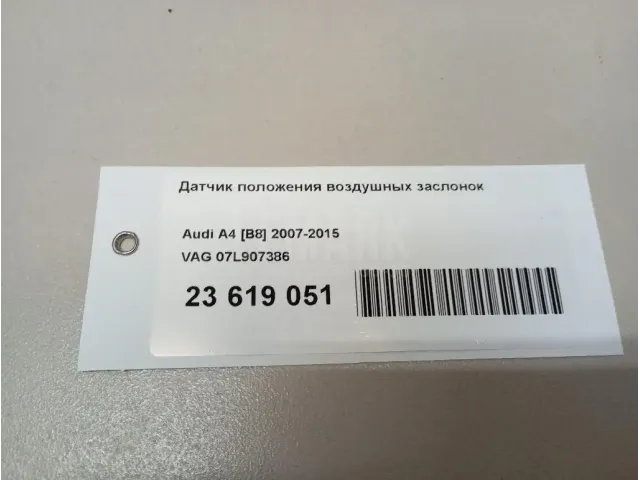 Датчик положения воздушных заслонок
Audi A4 [B8] 2007-2015
VAG 07L907386
23 619 051